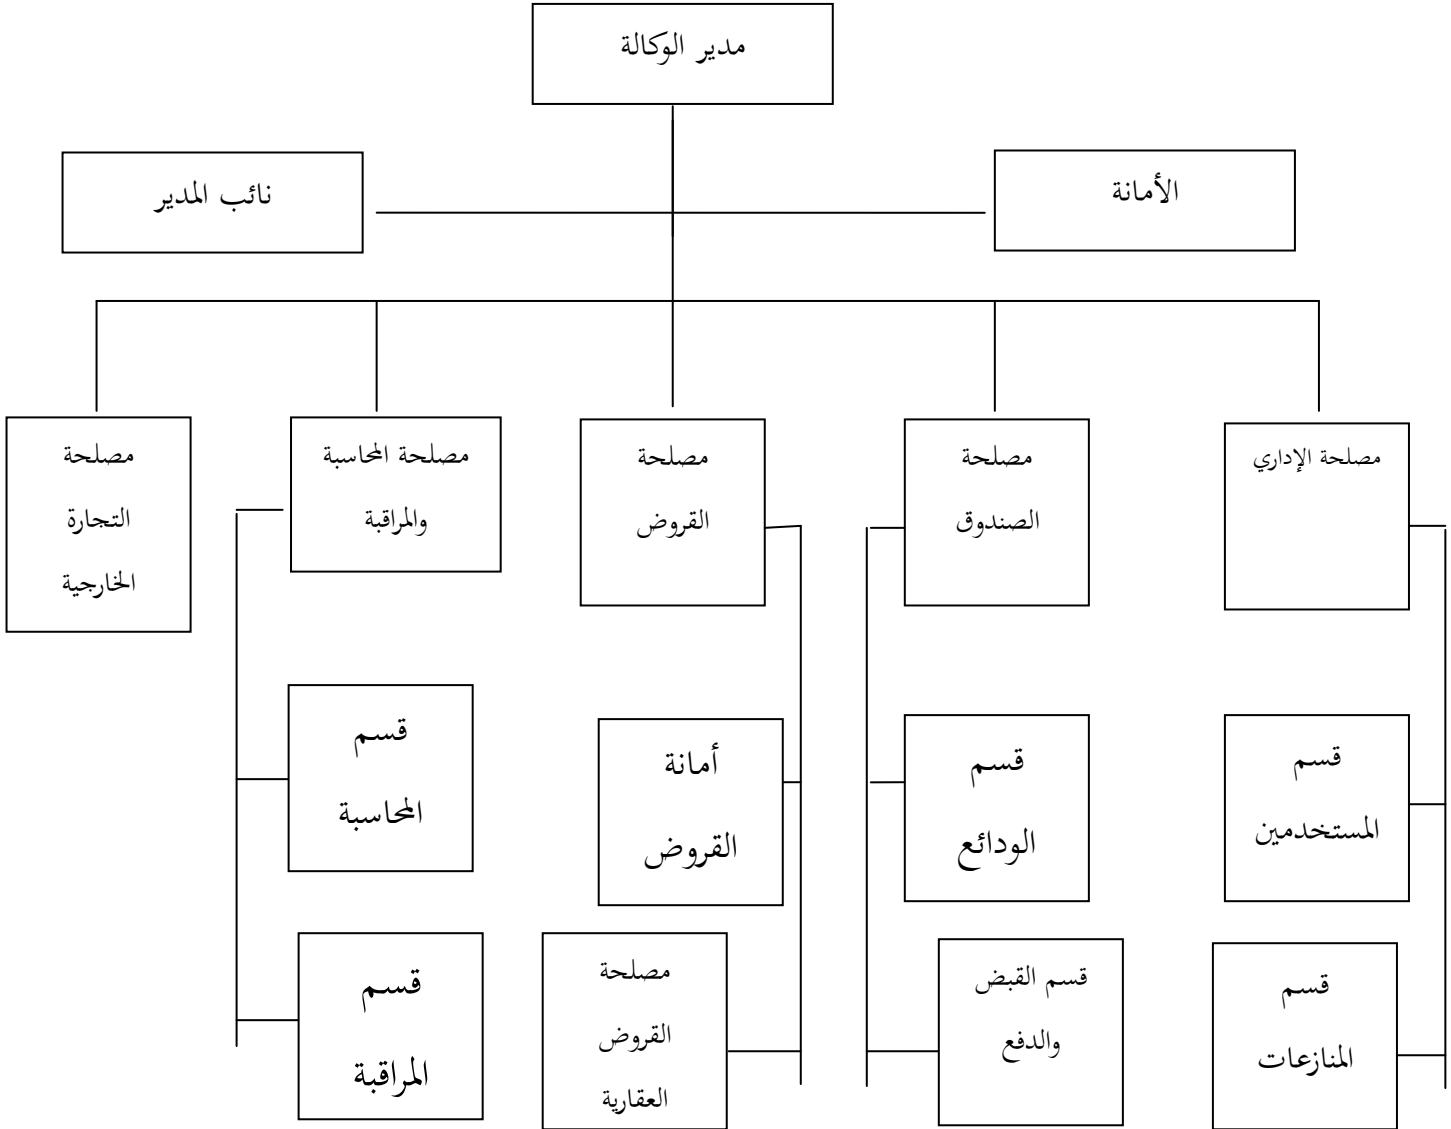 مدير الوكالة
الأمانة
نائب المدير
مصلحة الإداري
مصلحة
الصندوق
مصلحة
القروض
مصلحة المحاسبة
والمراقبة
مصلحة
التجارة
الخارجية
قسم
المستخدمين
قسم
الودائع
أمانة
القروض
قسم
المحاسبة
قسم
المنازعات
قسم القبض
والدفع
مصلحة
القروض
العقارية
قسم
المراقبة